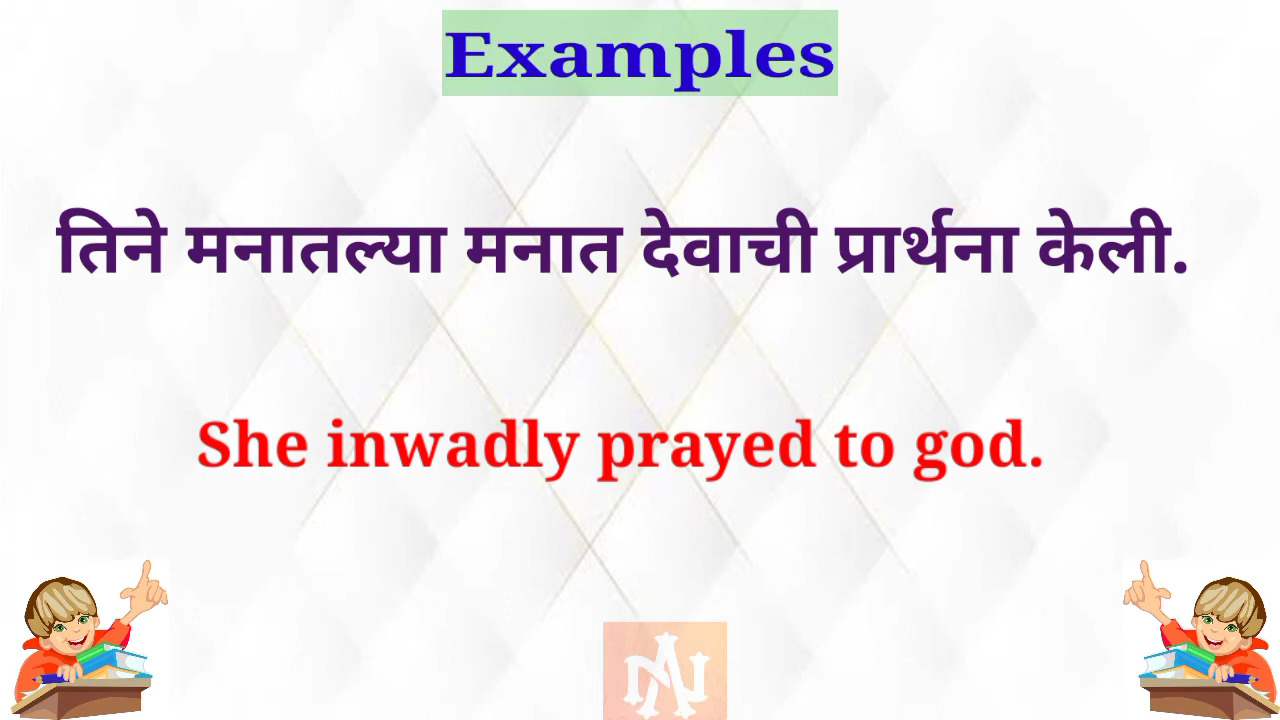 Examples
तिने मनातल्या मनात देवाची प्रार्थना केली.
She inwadly prayed to god.